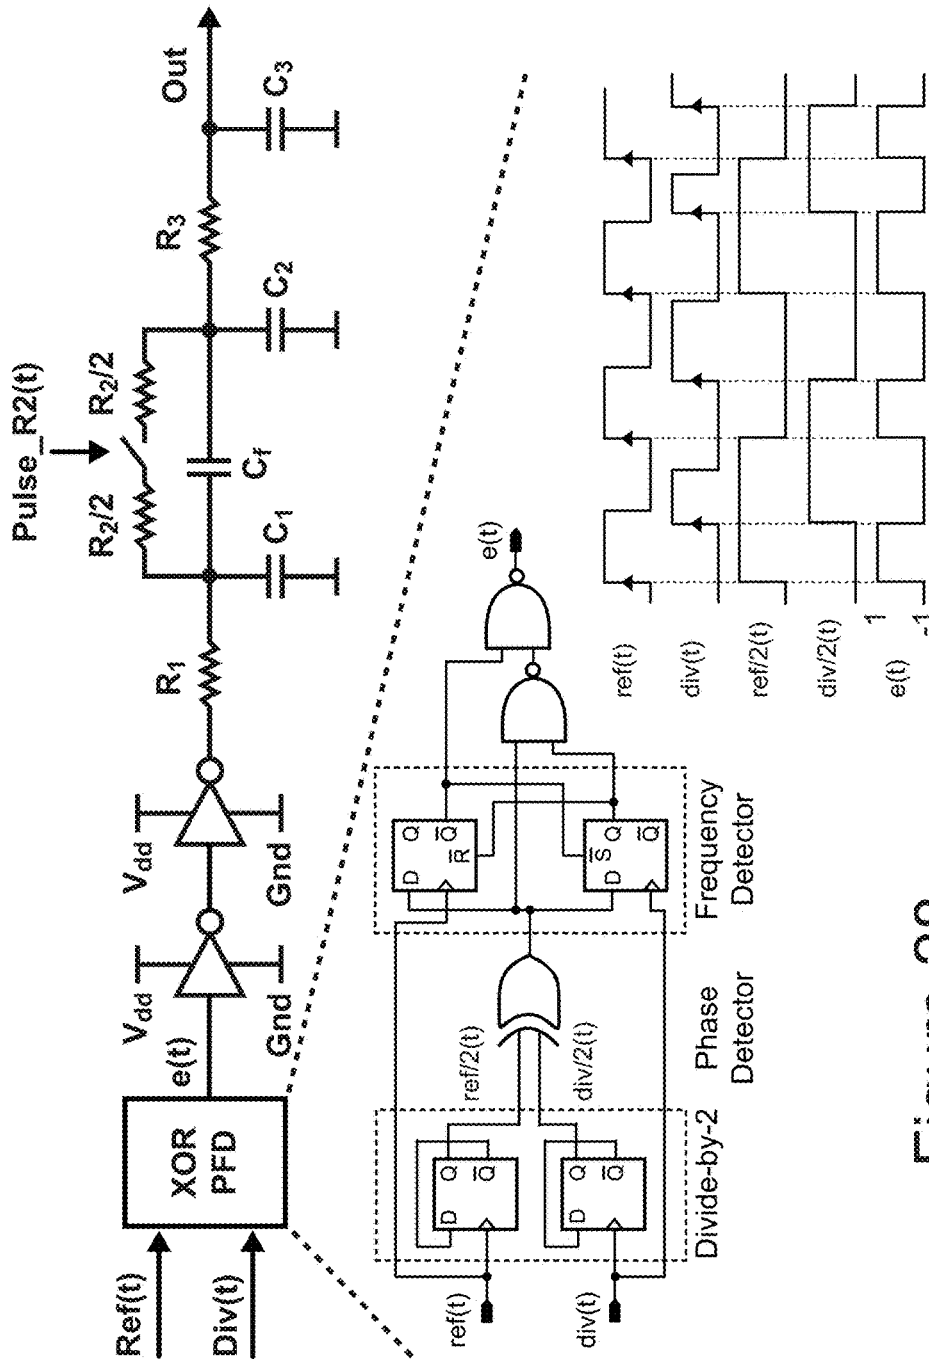 Ref(t)
Div(t)
XOR
PFD
e(t)
Vdd
Gnd
Vdd
Gnd
R1
C1
Pulse_R2(t)
R2/2
R2/2
Cf
C2
R3
C3
Out
ref(t)
div(t)
D Q
Q
D Q
Q
Divide-by-2
ref/2(t)
div/2(t)
Phase
Detector
D Q
Q
R
S
D Q
Q
Frequency
Detector
e(t)
ref(t)
div(t)
ref/2(t)
div/2(t)
1
e(t)
-1